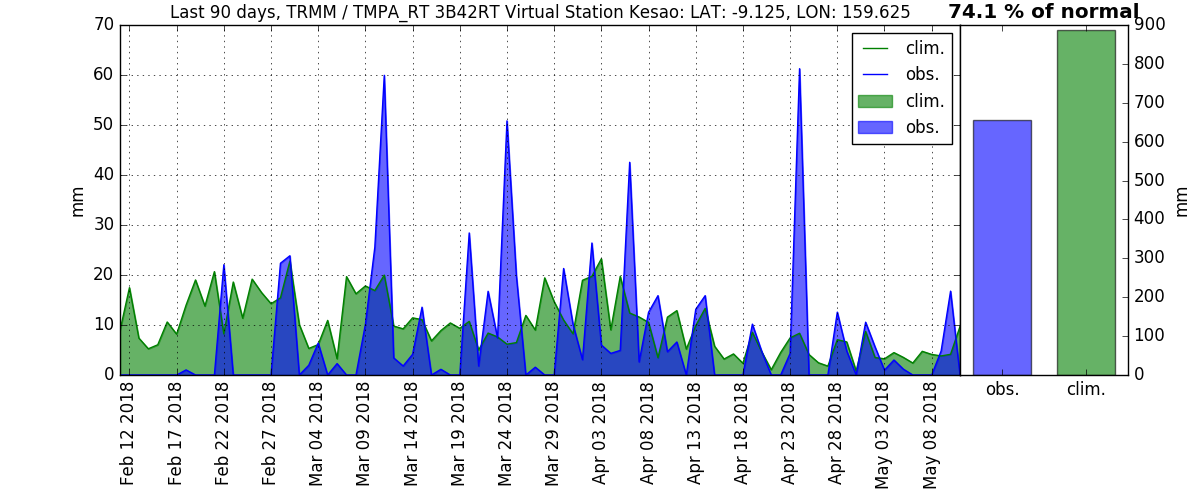 Last 90 days, TRMM / TMPA_RT 3B42RT Virtual Station Kesao: LAT: -9.125, LON: 159.625
74.1 % of normal
70
60
50
40
30
20
10
0
mm
clim.
obs.
clim.
obs.
Feb 12 2018
Feb 17 2018
Feb 22 2018
Feb 27 2018
Mar 04 2018
Mar 09 2018
Mar 14 2018
Mar 19 2018
Mar 24 2018
Mar 29 2018
Apr 03 2018
Apr 08 2018
Apr 13 2018
Apr 18 2018
Apr 23 2018
Apr 28 2018
May 03 2018
May 08 2018
900
800
700
600
500
400
300
200
100
0
mm
obs.
clim.